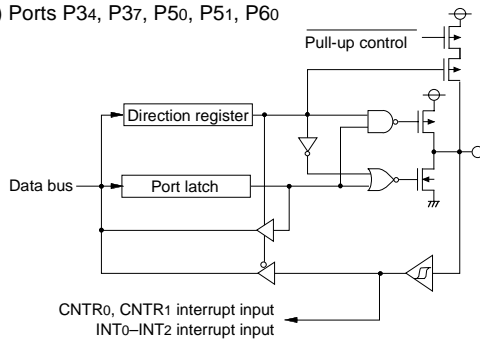 ) Ports P34, P37, P50, P51, P60
Pull-up control
Direction register
Data bus
Port latch
CNTR0, CNTR1 interrupt input
INT0–INT2 interrupt input